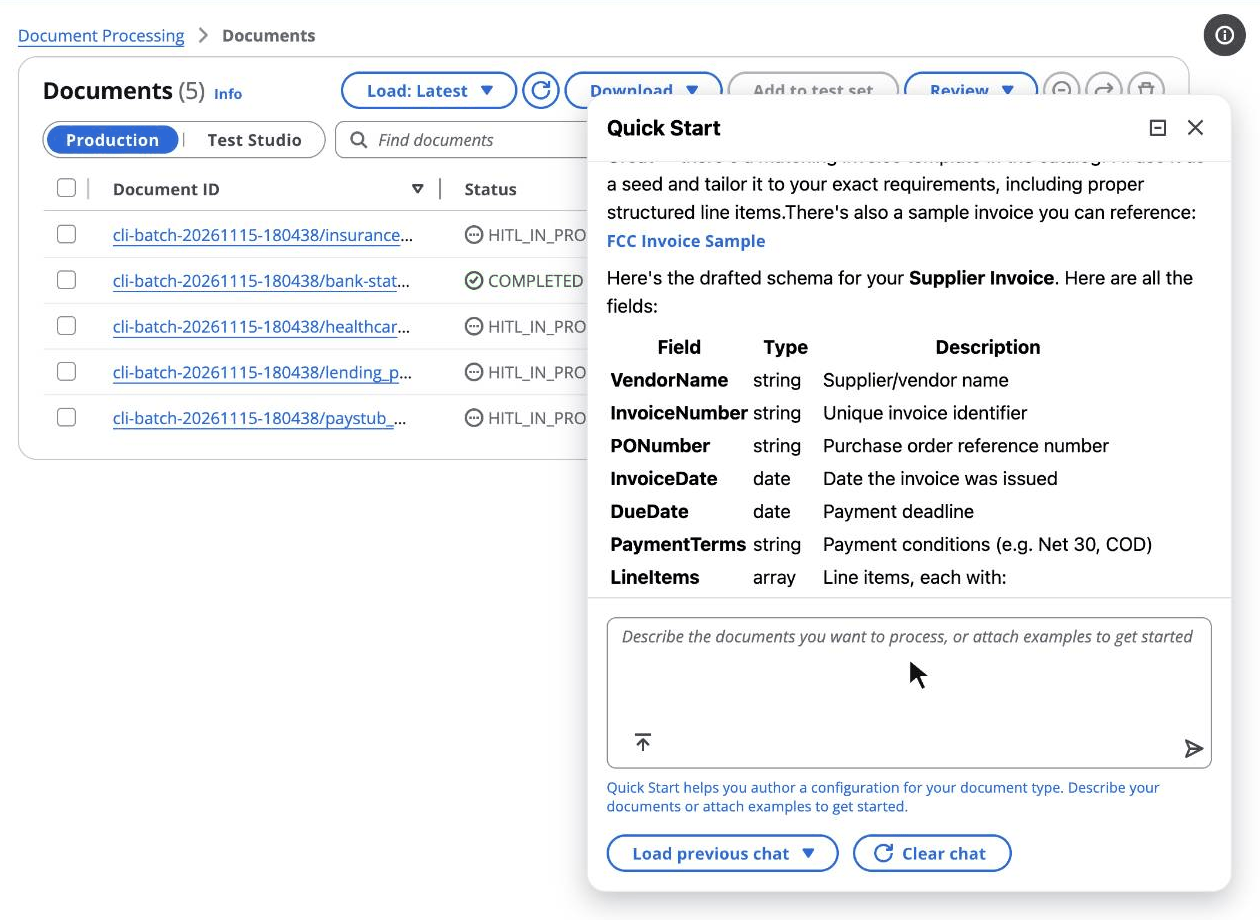 Document Processing > Documents
Documents (5) Info
Load: Latest
Download
Add to test set
Review
Production
Test Studio
Find documents
Document ID
Status
cli-batch-20261115-180438/insurance...
HITL_IN_PRO
cli-batch-20261115-180438/bank-stat...
COMPLETED
cli-batch-20261115-180438/healthcar...
HITL_IN_PRO
cli-batch-20261115-180438/lending_p...
HITL_IN_PRO
cli-batch-20261115-180438/paystub_...
HITL_IN_PRO
Quick Start
a seed and tailor it to your exact requirements, including proper
structured line items.There's also a sample invoice you can reference:
FCC Invoice Sample
Here's the drafted schema for your Supplier Invoice. Here are all the
fields:
Field Type Description
VendorName string Supplier/vendor name
InvoiceNumber string Unique invoice identifier
PONumber string Purchase order reference number
InvoiceDate date Date the invoice was issued
DueDate date Payment deadline
PaymentTerms string Payment conditions (e.g. Net 30, COD)
LineItems array Line items, each with:
Describe the documents you want to process, or attach examples to get started
Quick Start helps you author a configuration for your document type. Describe your
documents or attach examples to get started.
Load previous chat
Clear chat